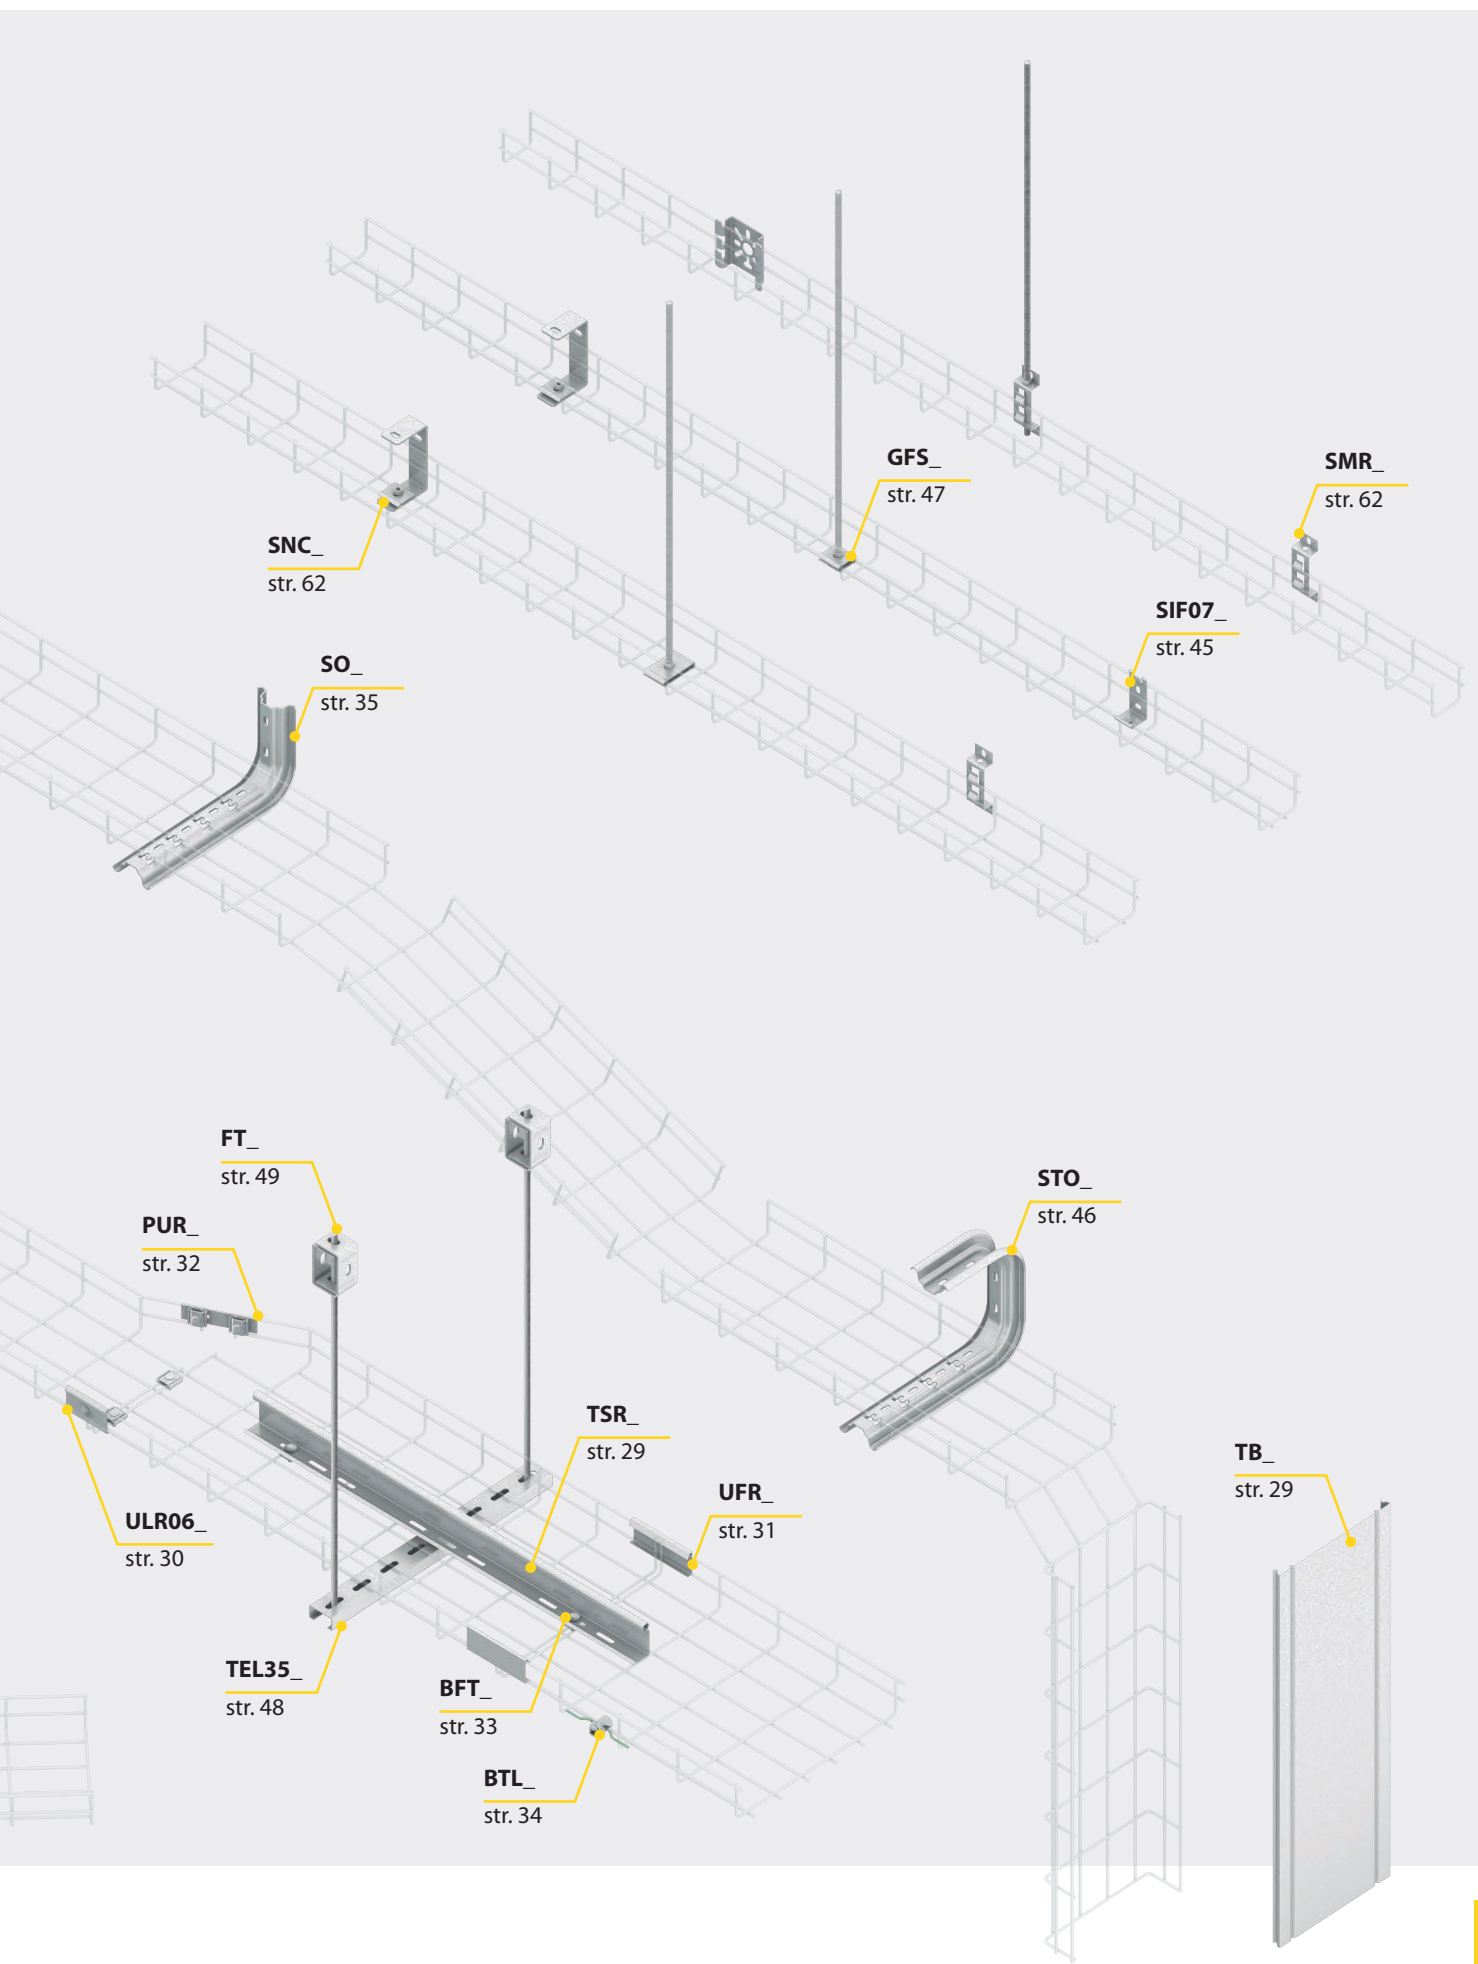 GFS_
str. 47
SMR_
str. 62
SNC_
str. 62
SIF07_
str. 45
SO_
str. 35
FT_
str. 49
STO_
str. 46
PUR_
str. 32
TSR_
str. 29
TB_
str. 29
UFR_
str. 31
ULR06_
str. 30
TEL35_
str. 48
BFT_
str. 33
BTL_
str. 34